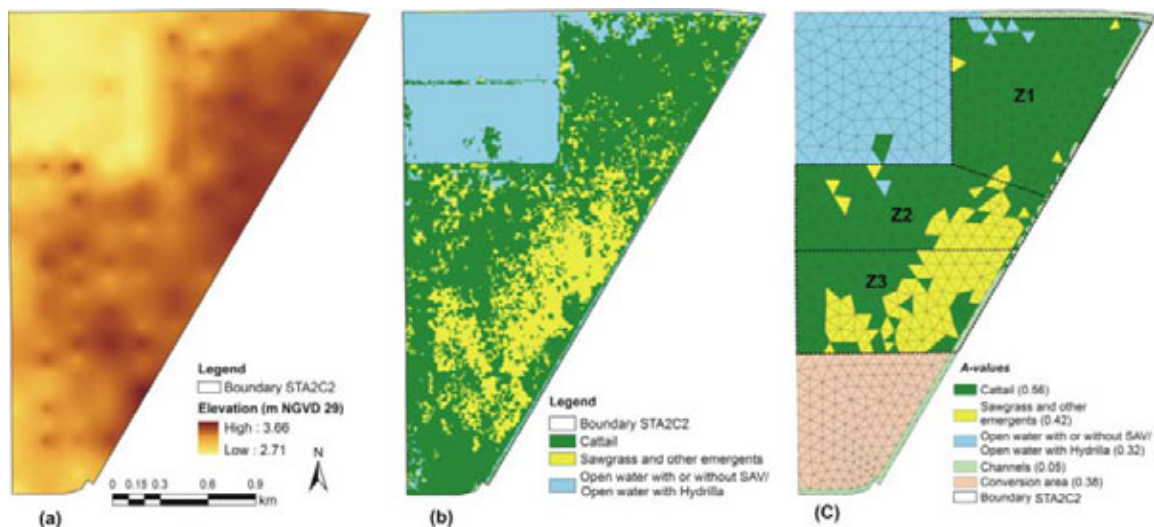 Legend
Boundary STA2C2
Elevation (m NGVD 29)
High : 3.66
Low : 2.71
N
0 0.15 0.3 0.6 0.9
km
(a)
Legend
Boundary STA2C2
Cattail
Sawgrass and other emergents
Open water with or without SAV/
Open water with Hydrilla
(b)
Z1
Z2
Z3
A-values
Cattail (0.56)
Sawgrass and other
emergents (0.42)
Open water with or without SAV/
Open water with Hydrilla (0.32)
Channels (0.05)
Conversion area (0.38)
Boundary STA2C2
(C)